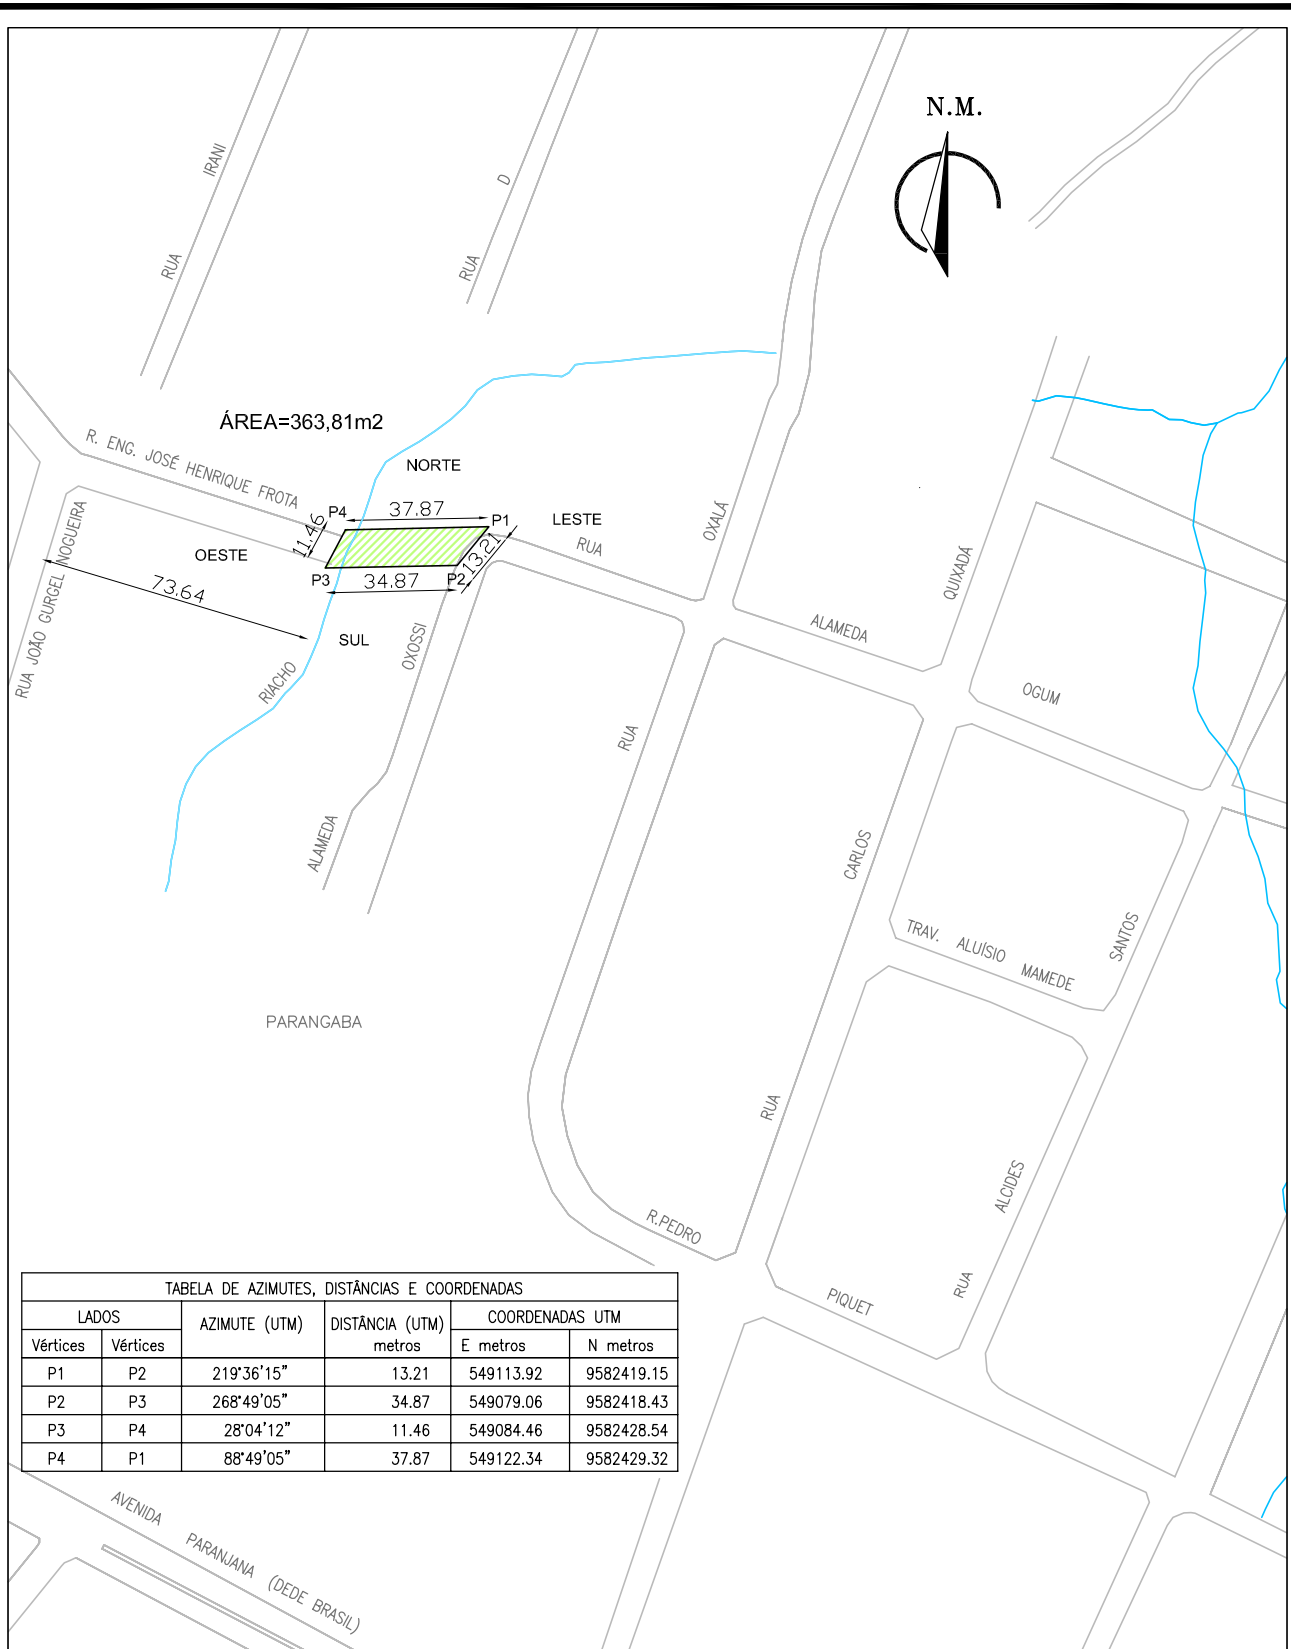 N.M.
IRANI
RUA
D
RUA
ÁREA=363,81m2
R. ENG. JOSÉ HENRIQUE FROTA
NORTE
P4
37.87
P1
LESTE
RUA
OXALÁ
11.46
13.21
OESTE
P3
34.87
P2
73.64
SUL
RUA JOÃO GURGEL NOGUEIRA
RIACHO
OXOSSI
ALAMEDA
QUIXADÁ
ALAMEDA
OGUM
RUA
CARLOS
RUA
TRAV. ALUÍSIO MAMEDE
SANTOS
ALCIDES
RUA
PARANGABA
R.PEDRO
PIQUET
TABELA DE AZIMUTES, DISTÂNCIAS E COORDENADAS
LADOS AZIMUTE (UTM) DISTÂNCIA (UTM) metros COORDENADAS UTM
Vértices Vértices E metros N metros
P1 P2 219°36'15" 13.21 549113.92 9582419.15
P2 P3 268°49'05" 34.87 549079.06 9582418.43
P3 P4 28°04'12" 11.46 549084.46 9582428.54
P4 P1 88°49'05" 37.87 549122.34 9582429.32
AVENIDA PARANJANA (DEDE BRASIL)